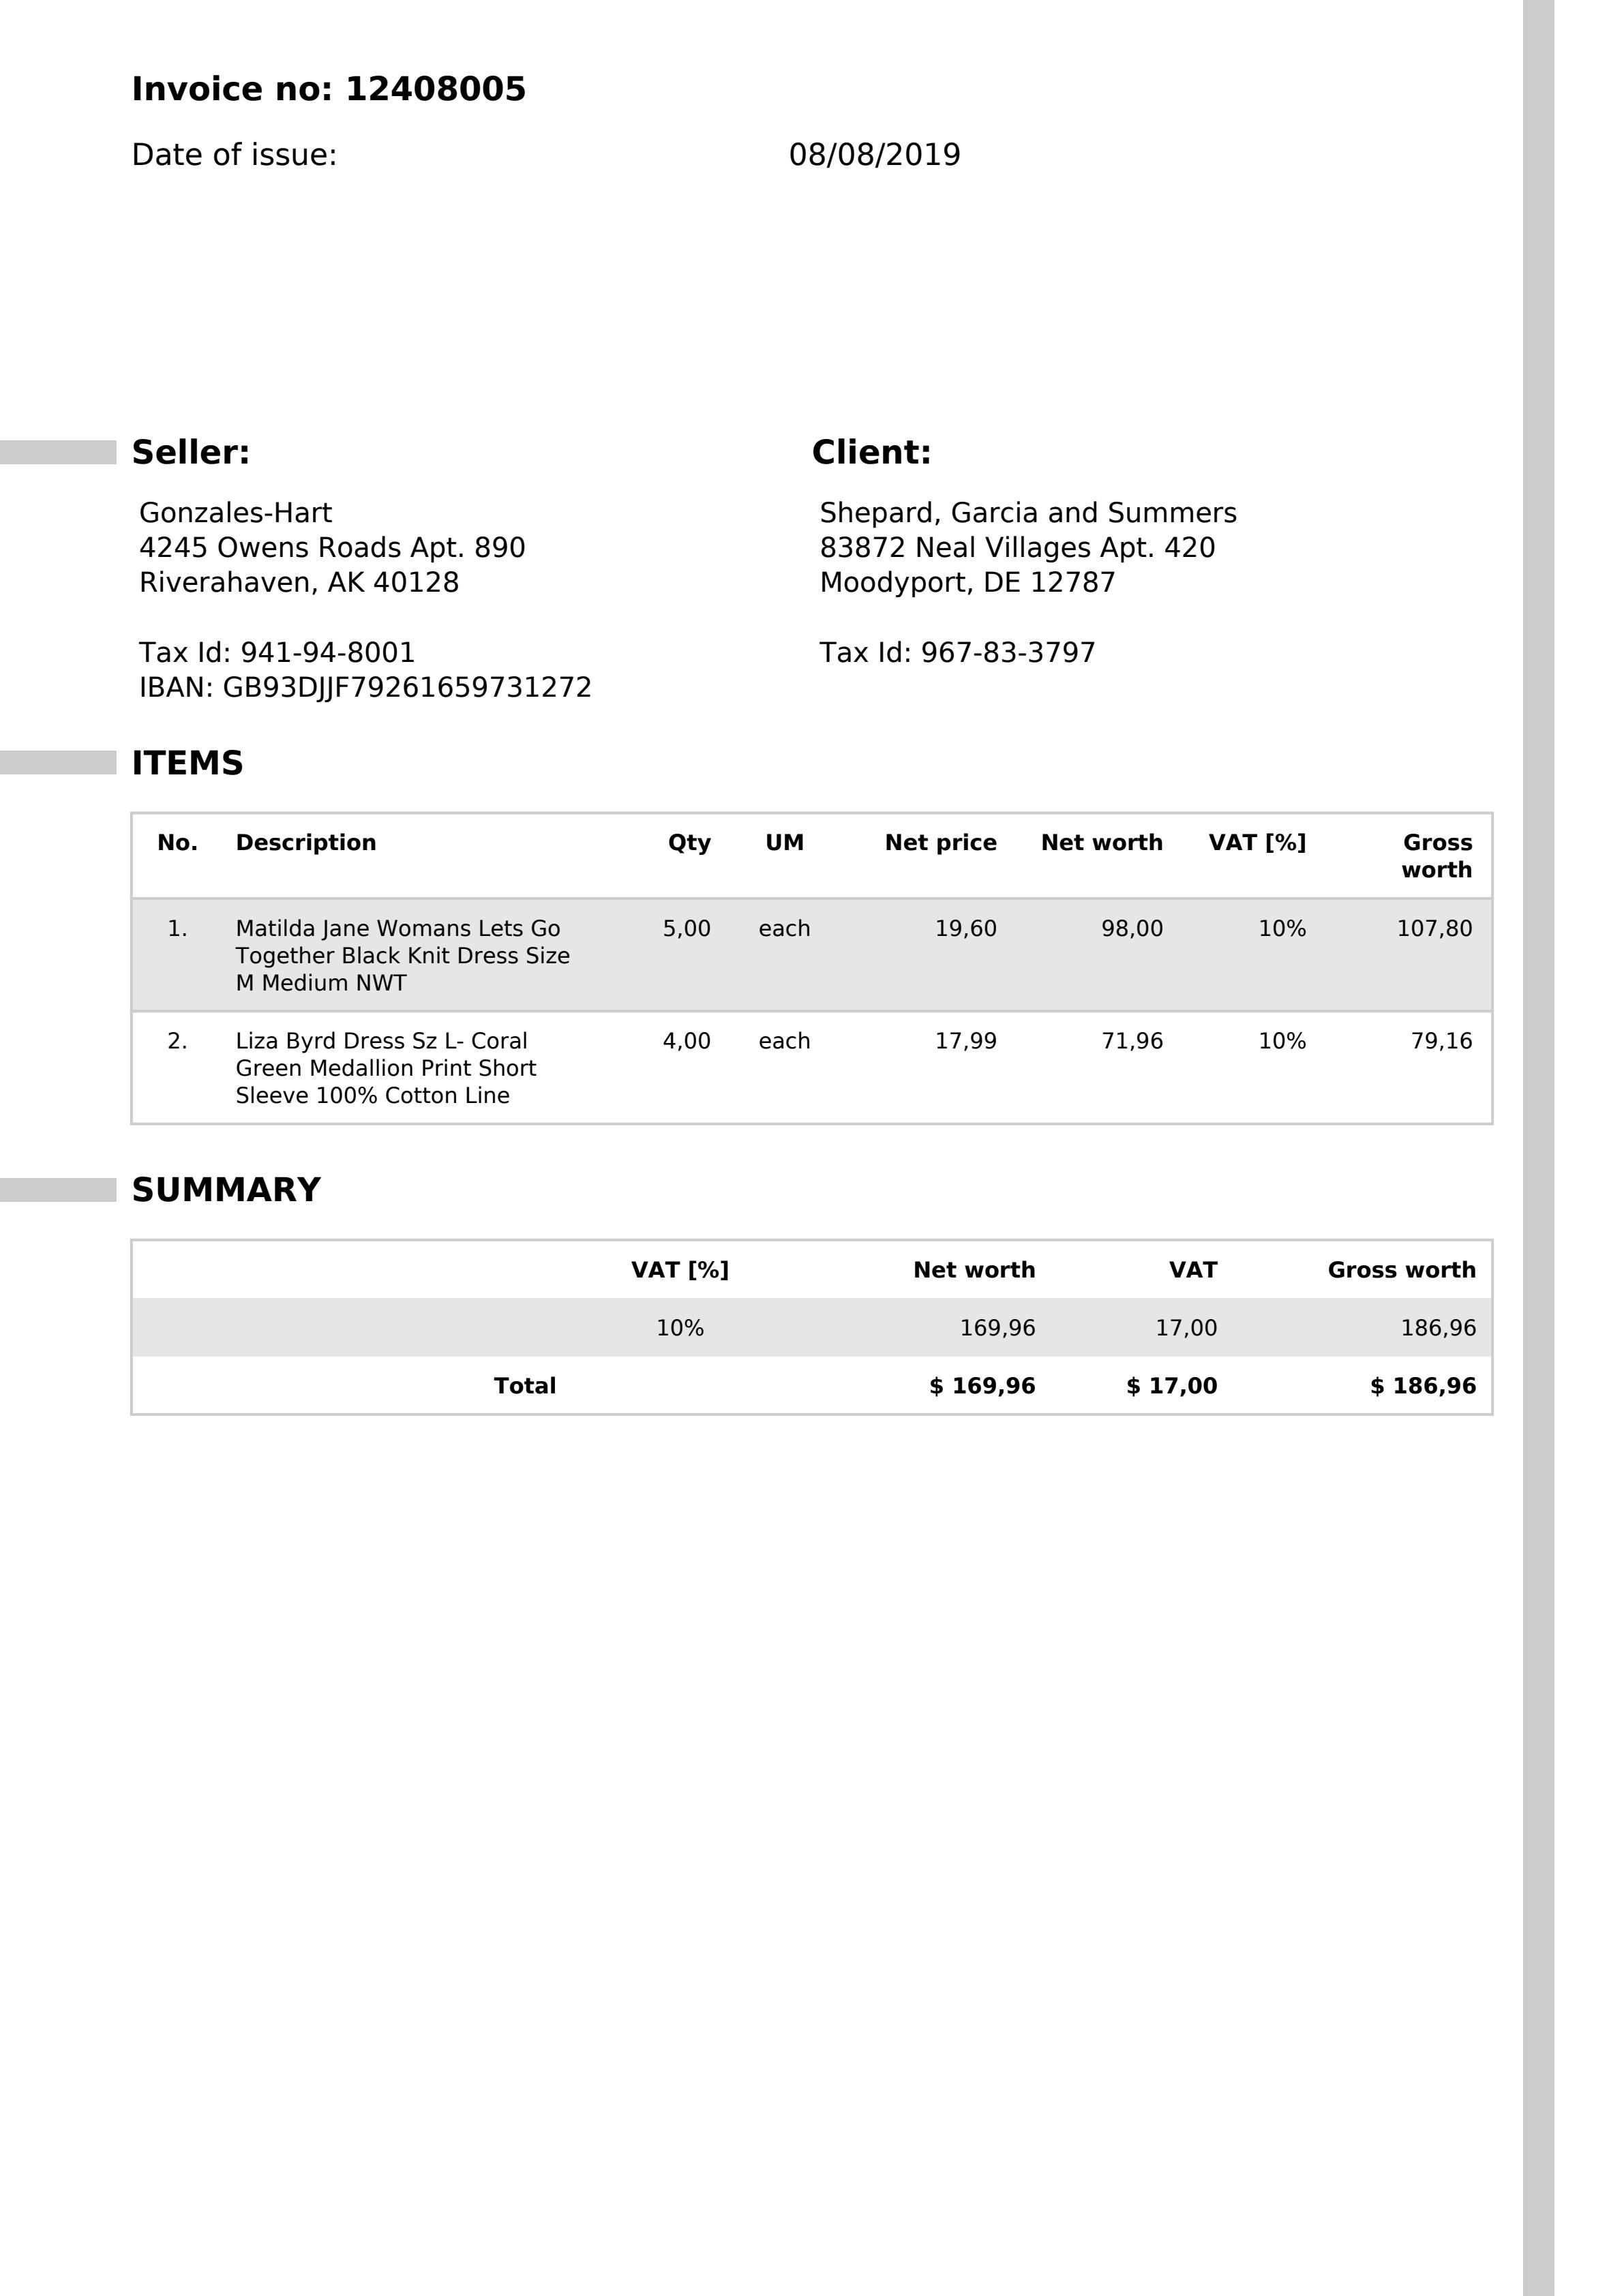 Invoice no: 12408005
Date of issue: 08/08/2019
Seller:
Gonzales-Hart
4245 Owens Roads Apt. 890
Riverahaven, AK 40128
Tax Id: 941-94-8001
IBAN: GB93DJJF79261659731272
Client:
Shepard, Garcia and Summers
83872 Neal Villages Apt. 420
Moodyport, DE 12787
Tax Id: 967-83-3797
ITEMS
No. Description Qty UM Net price Net worth VAT [%] Gross
worth
1. Matilda Jane Womans Lets Go 5,00 each 19,60 98,00 10% 107,80
Together Black Knit Dress Size
M Medium NWT
2. Liza Byrd Dress Sz L- Coral 4,00 each 17,99 71,96 10% 79,16
Green Medallion Print Short
Sleeve 100% Cotton Line
SUMMARY
VAT [%] Net worth VAT Gross worth
10% 169,96 17,00 186,96
Total $ 169,96 $ 17,00 $ 186,96